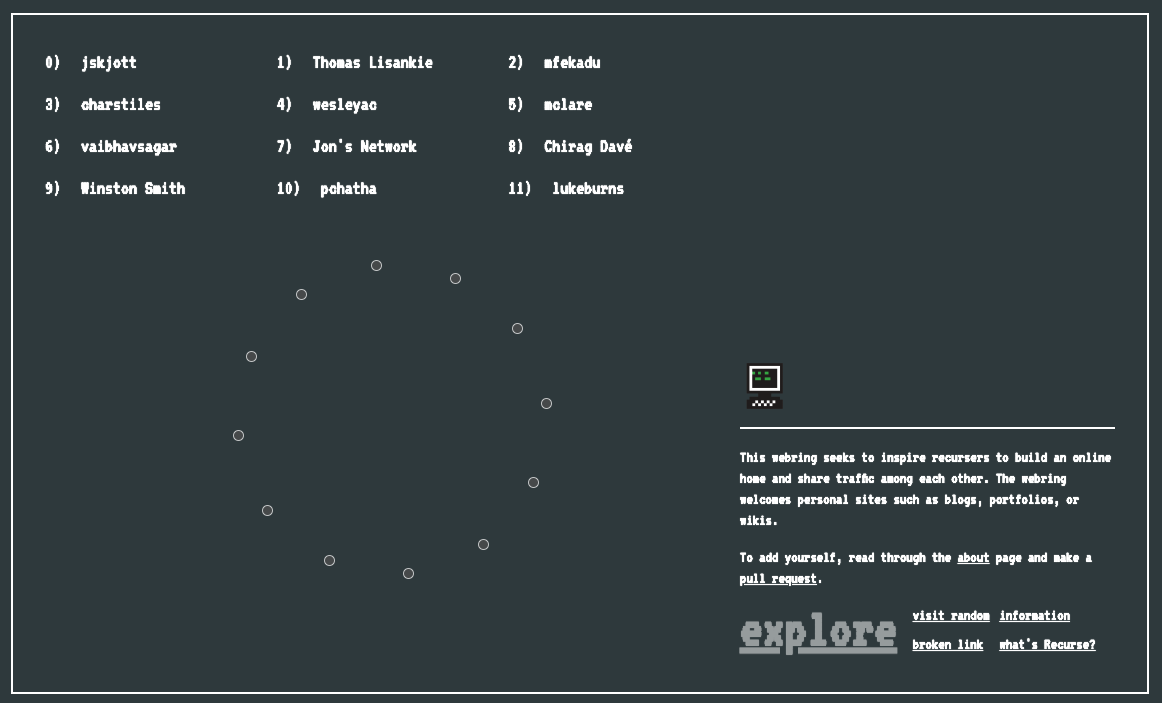 0) jskjott 1) Thomas Lisankie 2) mfekadu
3) charstiles 4) wesleyac 5) mclare
6) vaibhavsagar 7) Jon's Network 8) Chirag Davé
9) Winston Smith 10) pchatha 11) lukeburns
This webring seeks to inspire recursers to build an online
home and share traffic among each other. The webring
welcomes personal sites such as blogs, portfolios, or
wikis.
To add yourself, read through the about page and make a
pull request.
explore
visit random information
broken link what's Recurse?